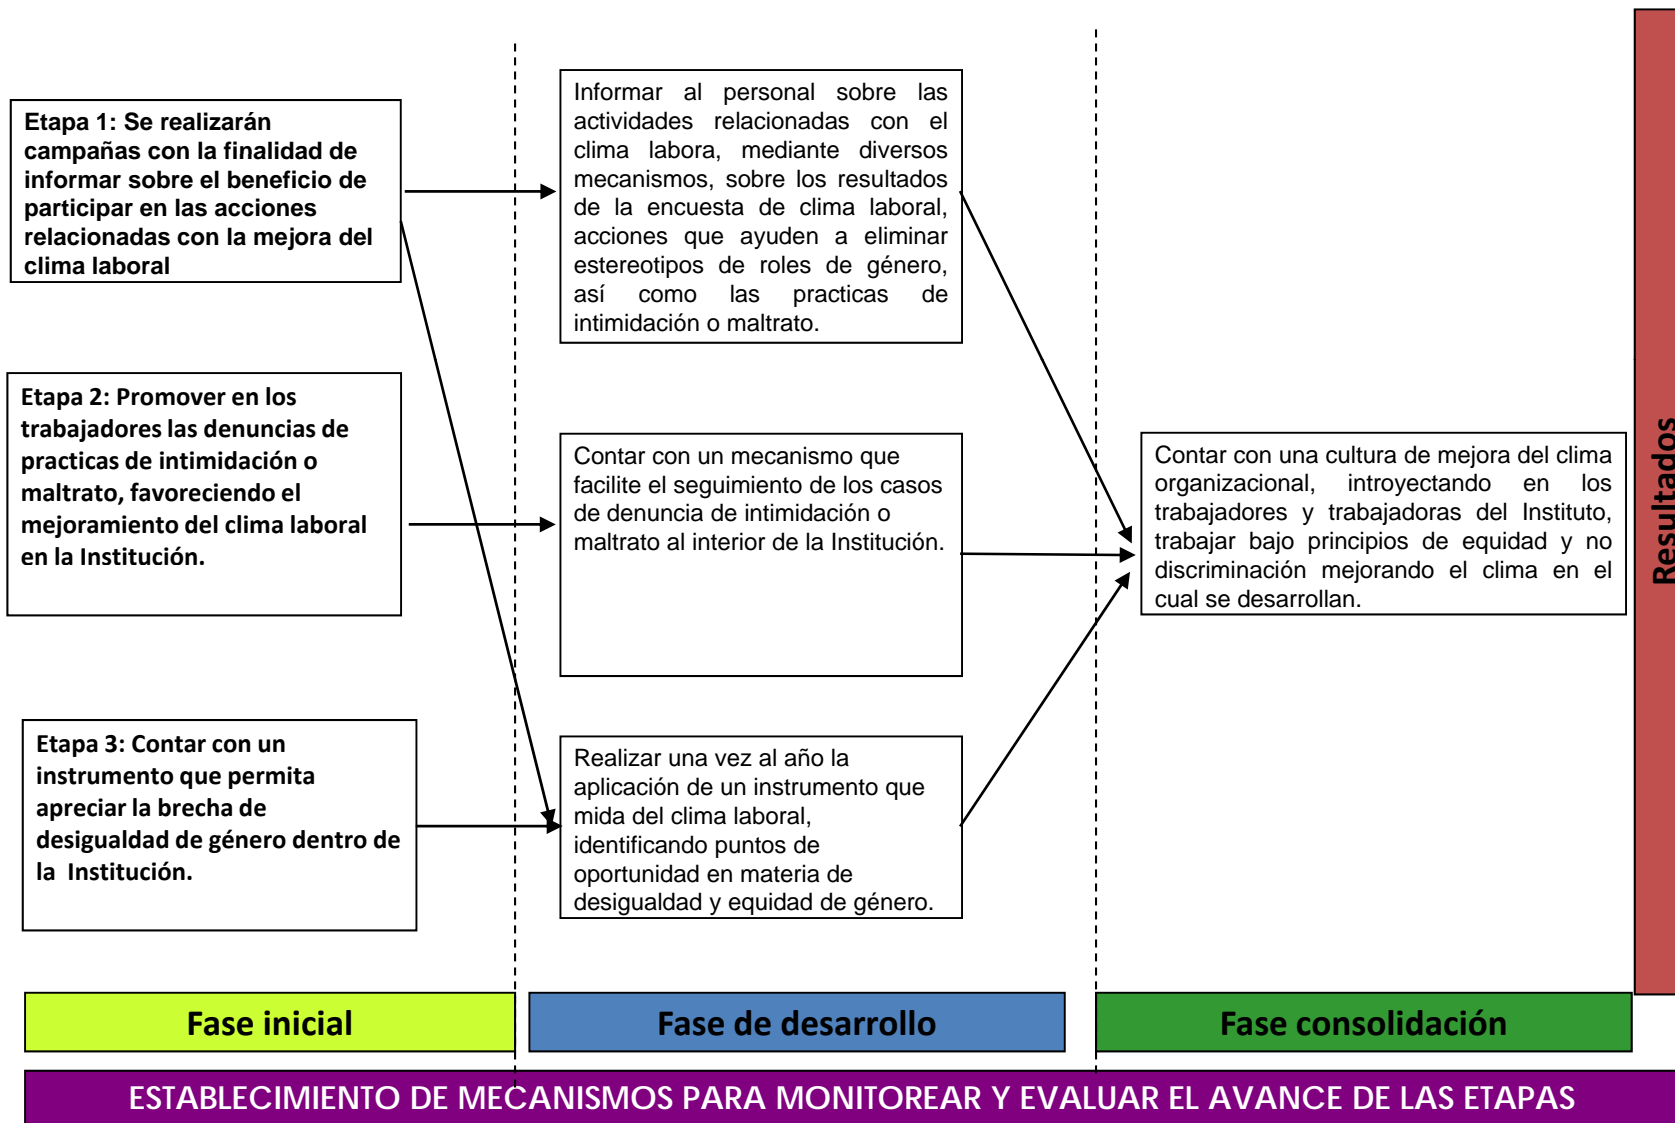 Etapa 1: Se realizarán
campañas con la finalidad de
informar sobre el beneficio de
participar en las acciones
relacionadas con la mejora del
clima laboral
Etapa 2: Promover en los
trabajadores las denuncias de
practicas de intimidación o
maltrato, favoreciendo el
mejoramiento del clima laboral
en la Institución.
Etapa 3: Contar con un
instrumento que permita
apreciar la brecha de
desigualdad de género dentro de
la Institución.
Informar al personal sobre las
actividades relacionadas con el
clima labora, mediante diversos
mecanismos, sobre los resultados
de la encuesta de clima laboral,
acciones que ayuden a eliminar
estereotipos de roles de género,
así como las practicas de
intimidación o maltrato.
Contar con un mecanismo que
facilite el seguimiento de los casos
de denuncia de intimidación o
maltrato al interior de la Institución.
Realizar una vez al año la
aplicación de un instrumento que
mida del clima laboral,
identificando puntos de
oportunidad en materia de
desigualdad y equidad de género.
Contar con una cultura de mejora del clima
organizacional, introyectando en los
trabajadores y trabajadoras del Instituto,
trabajar bajo principios de equidad y no
discriminación mejorando el clima en el
cual se desarrollan.
Resultados
Fase inicial
Fase de desarrollo
Fase consolidación
ESTABLECIMIENTO DE MECANISMOS PARA MONITOREAR Y EVALUAR EL AVANCE DE LAS ETAPAS